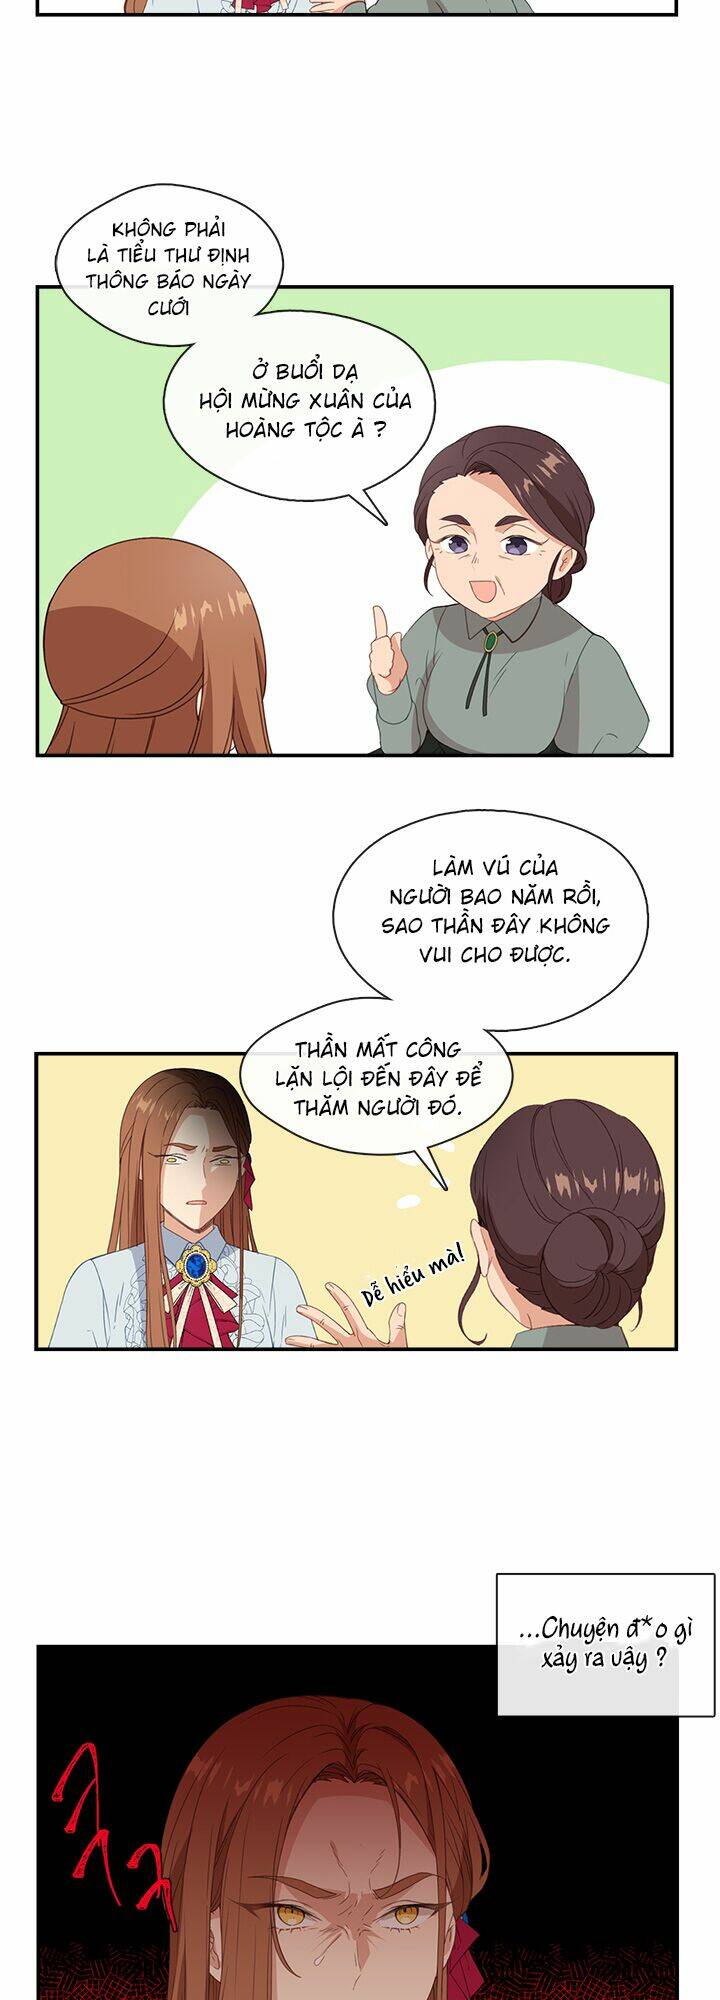 KHÔNG PHẢI
LÀ TIỂU THƯ ĐỊNH
THÔNG BÁO NGÀY
CƯỚI
Ở BUỔI DẠ
HỘI MỪNG XUÂN CỦA
HOÀNG TỘC À ?
LÀM VÚ CỦA
NGƯỜI BAO NĂM RỒI,
SAO THẦN ĐÂY KHÔNG
VUI CHO ĐƯỢC.
THẦN MẤT CÔNG
LẶN LỘI ĐẾN ĐÂY ĐỂ
THĂM NGƯỜI ĐÓ.
Dễ hiểu mà!
...Chuyện đ*o gì
xảy ra vậy ?